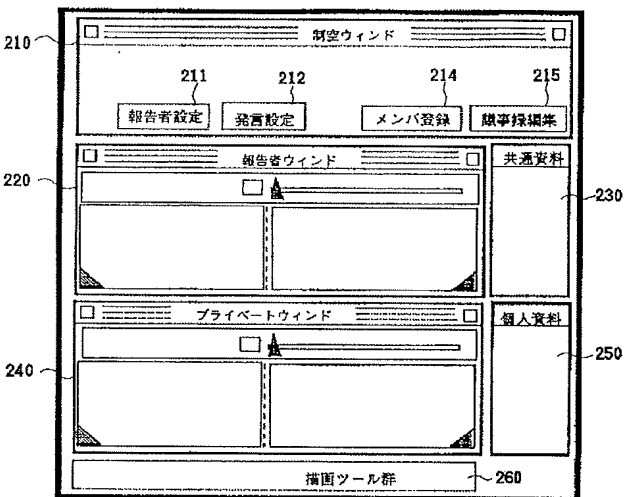 210
制空ウィンド
211
212
214
215
報告者設定
発言設定
メンバ登録
議事録編集
220
報告者ウィンド
共通資料
230
240
プライベートウィンド
個人資料
250
描画ツール群
260